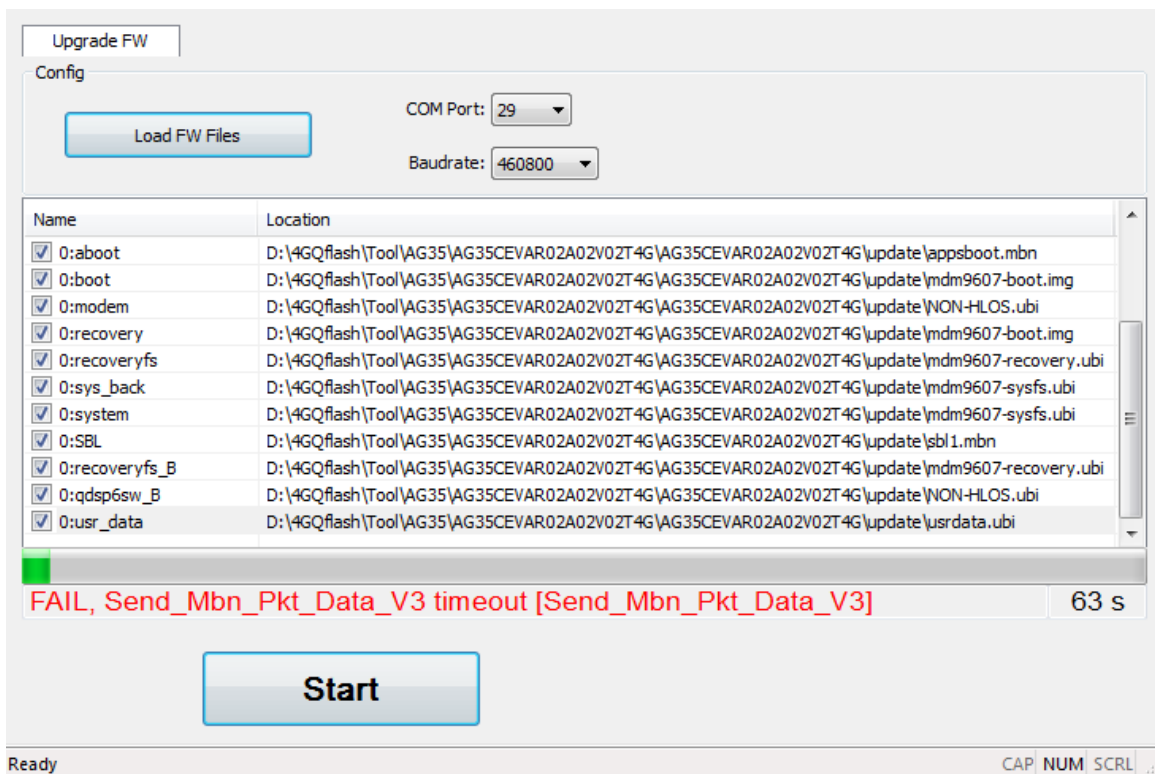 Upgrade FW
Config
Load FW Files
COM Port: 29
Baudrate: 460800
Name Location
0:aboot D:\4GQflash\Tool\AG35\AG35CEVAR02A02V02T4G\AG35CEVAR02A02V02T4G\update\appsboot.mbn
0:boot D:\4GQflash\Tool\AG35\AG35CEVAR02A02V02T4G\AG35CEVAR02A02V02T4G\update\mdm9607-boot.img
0:modem D:\4GQflash\Tool\AG35\AG35CEVAR02A02V02T4G\AG35CEVAR02A02V02T4G\update\NON-HLOS.ubi
0:recovery D:\4GQflash\Tool\AG35\AG35CEVAR02A02V02T4G\AG35CEVAR02A02V02T4G\update\mdm9607-boot.img
0:recoveryfs D:\4GQflash\Tool\AG35\AG35CEVAR02A02V02T4G\AG35CEVAR02A02V02T4G\update\mdm9607-recovery.ubi
0:sys_back D:\4GQflash\Tool\AG35\AG35CEVAR02A02V02T4G\AG35CEVAR02A02V02T4G\update\mdm9607-sysfs.ubi
0:system D:\4GQflash\Tool\AG35\AG35CEVAR02A02V02T4G\AG35CEVAR02A02V02T4G\update\mdm9607-sysfs.ubi
0:SBL D:\4GQflash\Tool\AG35\AG35CEVAR02A02V02T4G\AG35CEVAR02A02V02T4G\update\sbl1.mbn
0:recoveryfs_B D:\4GQflash\Tool\AG35\AG35CEVAR02A02V02T4G\AG35CEVAR02A02V02T4G\update\mdm9607-recovery.ubi
0:qdsp6sw_B D:\4GQflash\Tool\AG35\AG35CEVAR02A02V02T4G\AG35CEVAR02A02V02T4G\update\NON-HLOS.ubi
0:usr_data D:\4GQflash\Tool\AG35\AG35CEVAR02A02V02T4G\AG35CEVAR02A02V02T4G\update\usrdata.ubi
FAIL, Send_Mbn_Pkt_Data_V3 timeout [Send_Mbn_Pkt_Data_V3] 63 s
Start
Ready CAP NUM SCRL